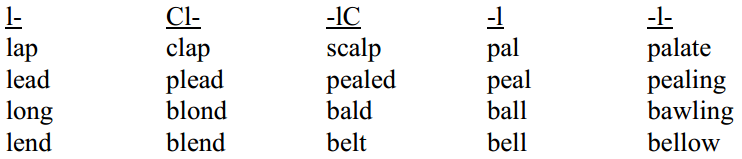 l- Cl- -lC -l -l-
lap clap scalp pal palate
lead plead pealed peal pealing
long blond bald ball bawling
lend blend belt bell bellow